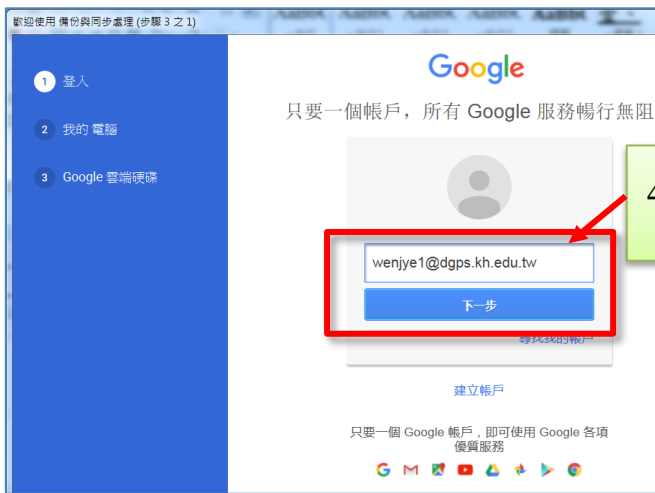 歡迎使用 備份與同步處理 (步驟 3 之 1)
1 登入
2 我的 電腦
3 Google 雲端硬碟
Google
只要一個帳戶，所有 Google 服務暢行無阻
4
wenjye1@dgps.kh.edu.tw
下一步
尋找我的帳戶
建立帳戶
只要一個 Google 帳戶，即可使用 Google 各項
優質服務